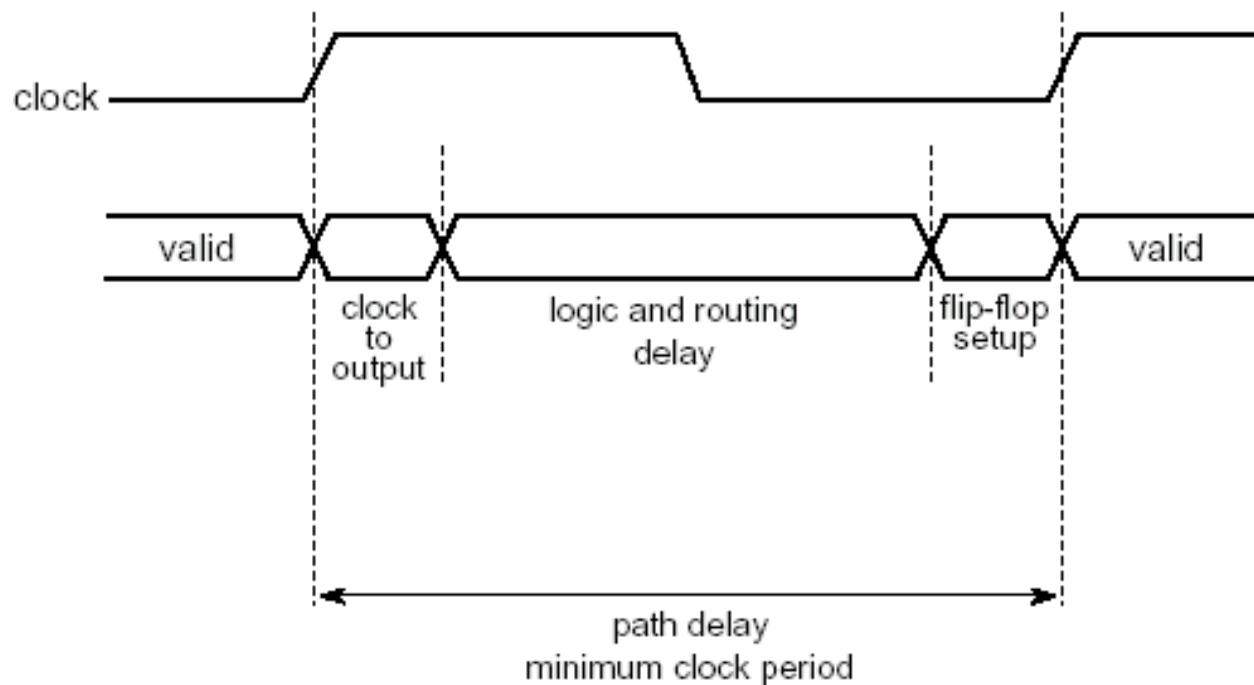 clock
valid
clock
to
output
logic and routing
delay
flip-flop
setup
valid
path delay
minimum clock period